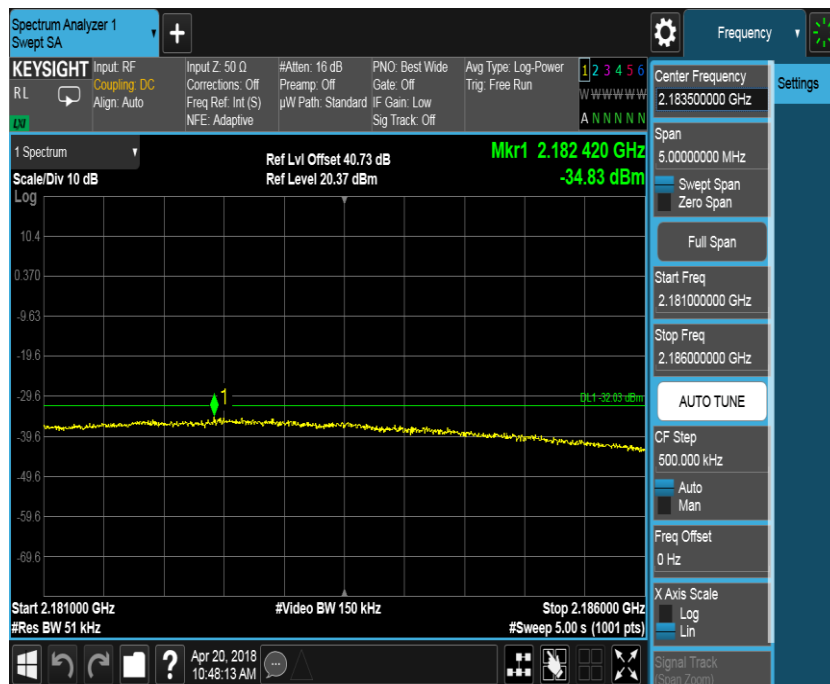 Spectrum Analyzer 1
Swept SA
+
Frequency
KEYSIGHT
RL
LXI
Input: RF
Coupling: DC
Align: Auto
Input Z: 50 Ω
Corrections: Off
Freq Ref: Int (S)
NFE: Adaptive
#Atten: 16 dB
Preamp: Off
µW Path: Standard
PNO: Best Wide
Gate: Off
IF Gain: Low
Sig Track: Off
Avg Type: Log-Power
Trig: Free Run
1 2 3 4 5 6
W W W W W W
A N N N N N
1 Spectrum
Scale/Div 10 dB
Ref Lvl Offset 40.73 dB
Ref Level 20.37 dBm
Mkr1 2.182 420 GHz
-34.83 dBm
Log
10.4
0.370
-9.63
-19.6
-29.6
-39.6
-49.6
-59.6
-69.6
1
DL1 -32.03 dBm
Start 2.181000 GHz
#Res BW 51 kHz
#Video BW 150 kHz
Stop 2.186000 GHz
#Sweep 5.00 s (1001 pts)
Center Frequency
2.183500000 GHz
Span
5.00000000 MHz
Swept Span
Zero Span
Full Span
Start Freq
2.181000000 GHz
Stop Freq
2.186000000 GHz
AUTO TUNE
CF Step
500.000 kHz
Auto
Man
Freq Offset
0 Hz
X Axis Scale
Log
Lin
Signal Track
(Span Zoom)
Settings
?
Apr 20, 2018
10:48:13 AM